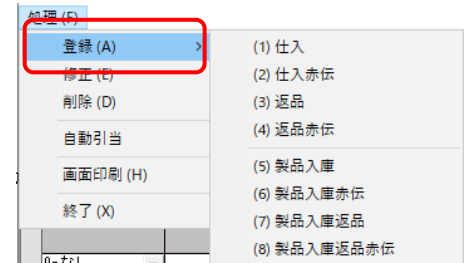 処理(F)
登録(A) >
修正(E)
削除(D)
自動引当
画面印刷(H)
終了(X)
(1) 仕入
(2) 仕入赤伝
(3) 返品
(4) 返品赤伝
(5) 製品入庫
(6) 製品入庫赤伝
(7) 製品入庫返品
(8) 製品入庫返品赤伝